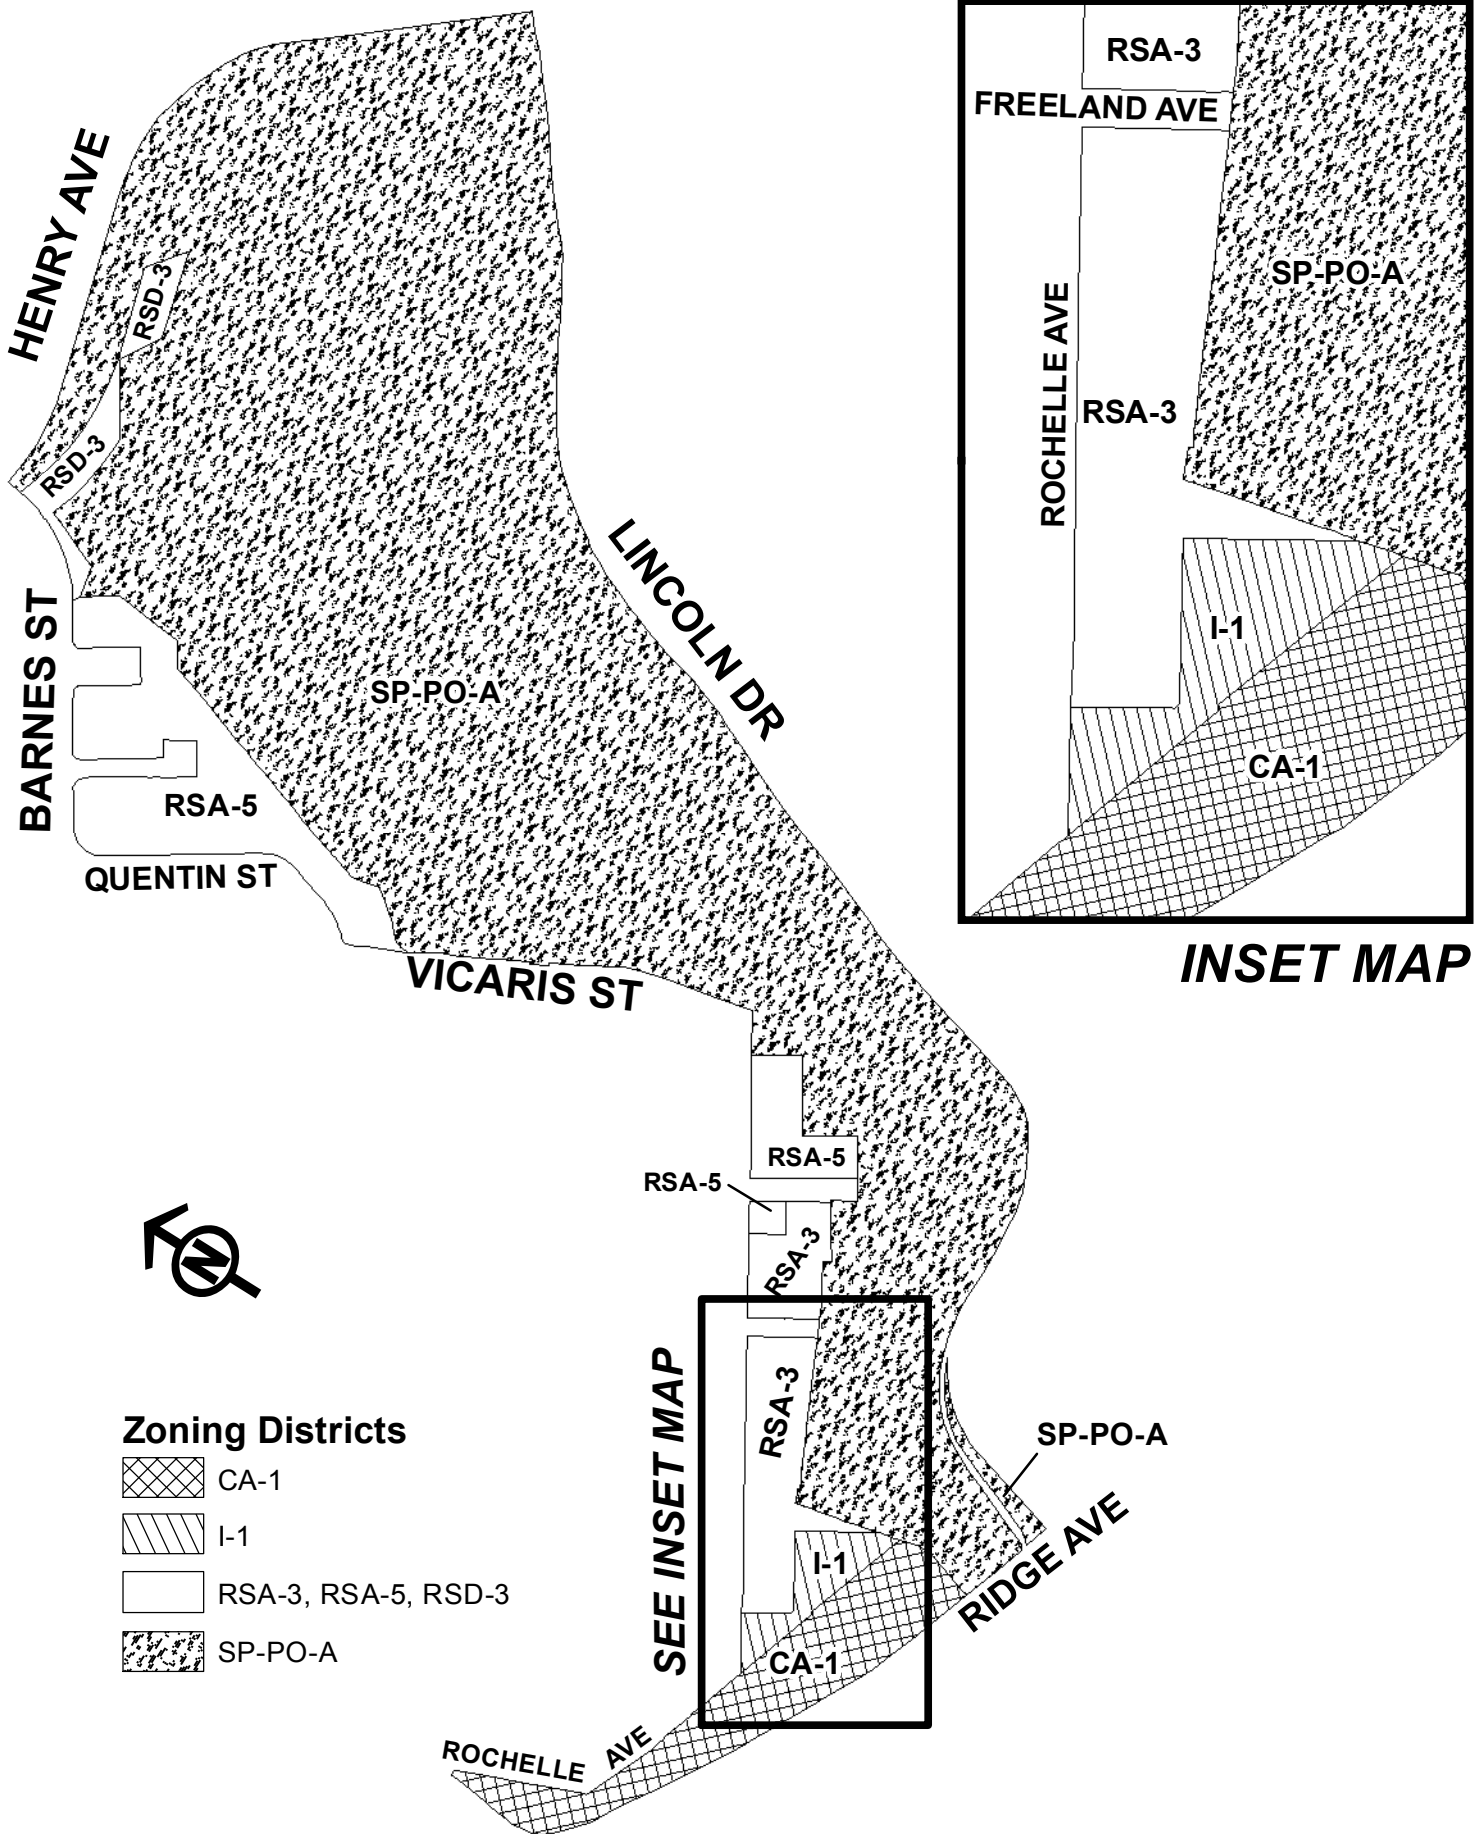 RSA-3
FREELAND AVE
SP-PO-A
ROCHELLE AVE
RSA-3
I-1
CA-1
INSET MAP
HENRY AVE
RSD-3
RSD-3
LINCOLN DR
BARNES ST
SP-PO-A
RSA-5
QUENTIN ST
VICARIS ST
RSA-5
RSA-5
RSA-3
N
SEE INSET MAP
RSA-3
SP-PO-A
RIDGE AVE
I-1
CA-1
ROCHELLE AVE
Zoning Districts
CA-1
I-1
RSA-3, RSA-5, RSD-3
SP-PO-A